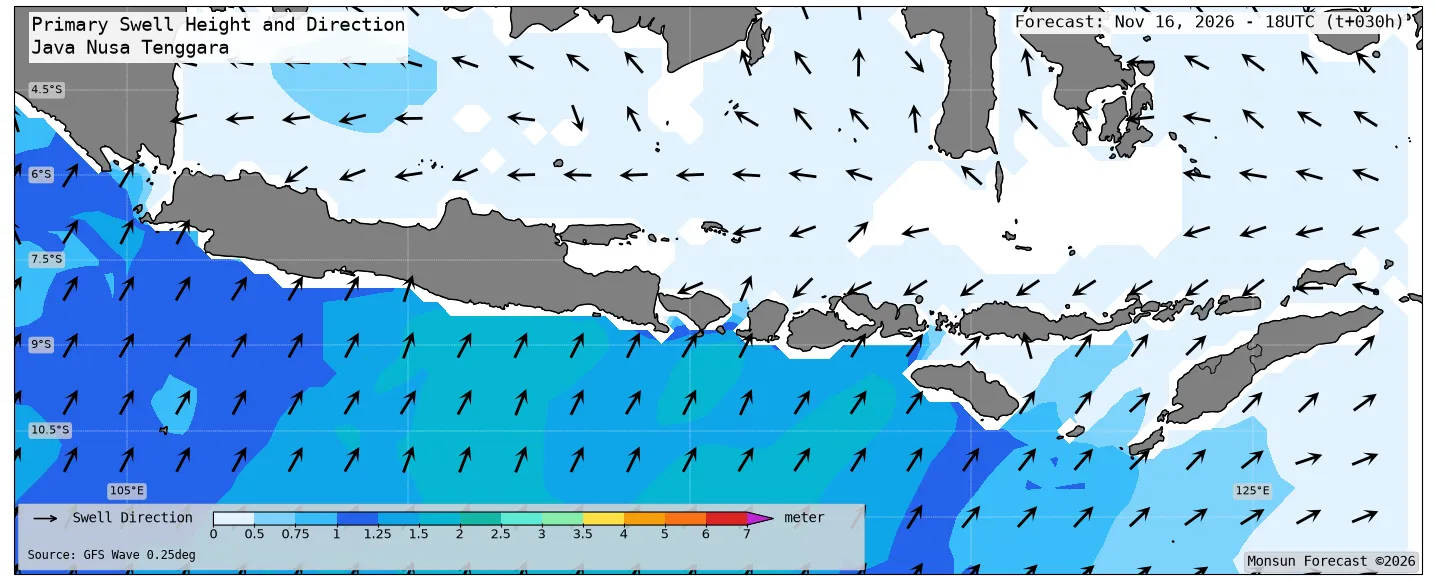 Primary Swell Height and Direction
Java Nusa Tenggara
Forecast: Nov 16, 2026 - 18UTC (t+030h)
4.5°S
6°S
7.5°S
9°S
10.5°S
105°E
125°E
Swell Direction
meter
0 0.5 0.75 1 1.25 1.5 2 2.5 3 3.5 4 5 6 7
Source: GFS Wave 0.25deg
Monsun Forecast ©2026